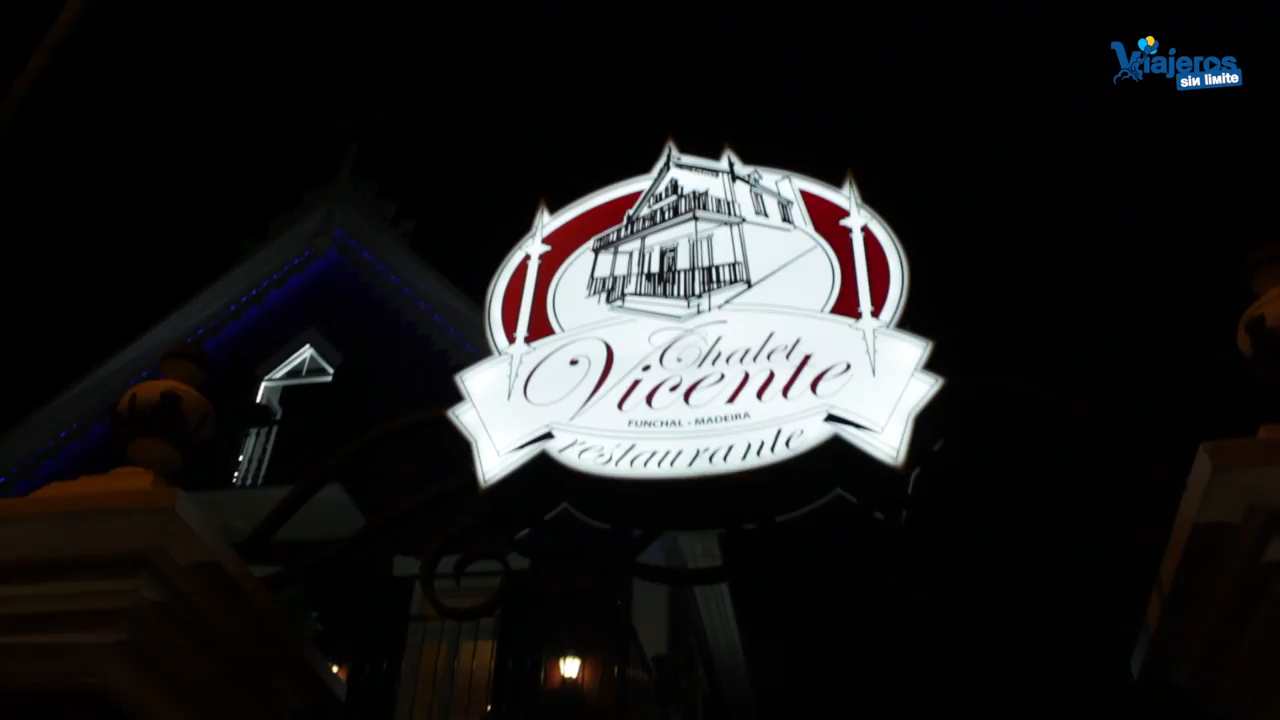 Viajeros
sin limite
Chalet
Vicente
FUNCHAL - MADEIRA
restaurante